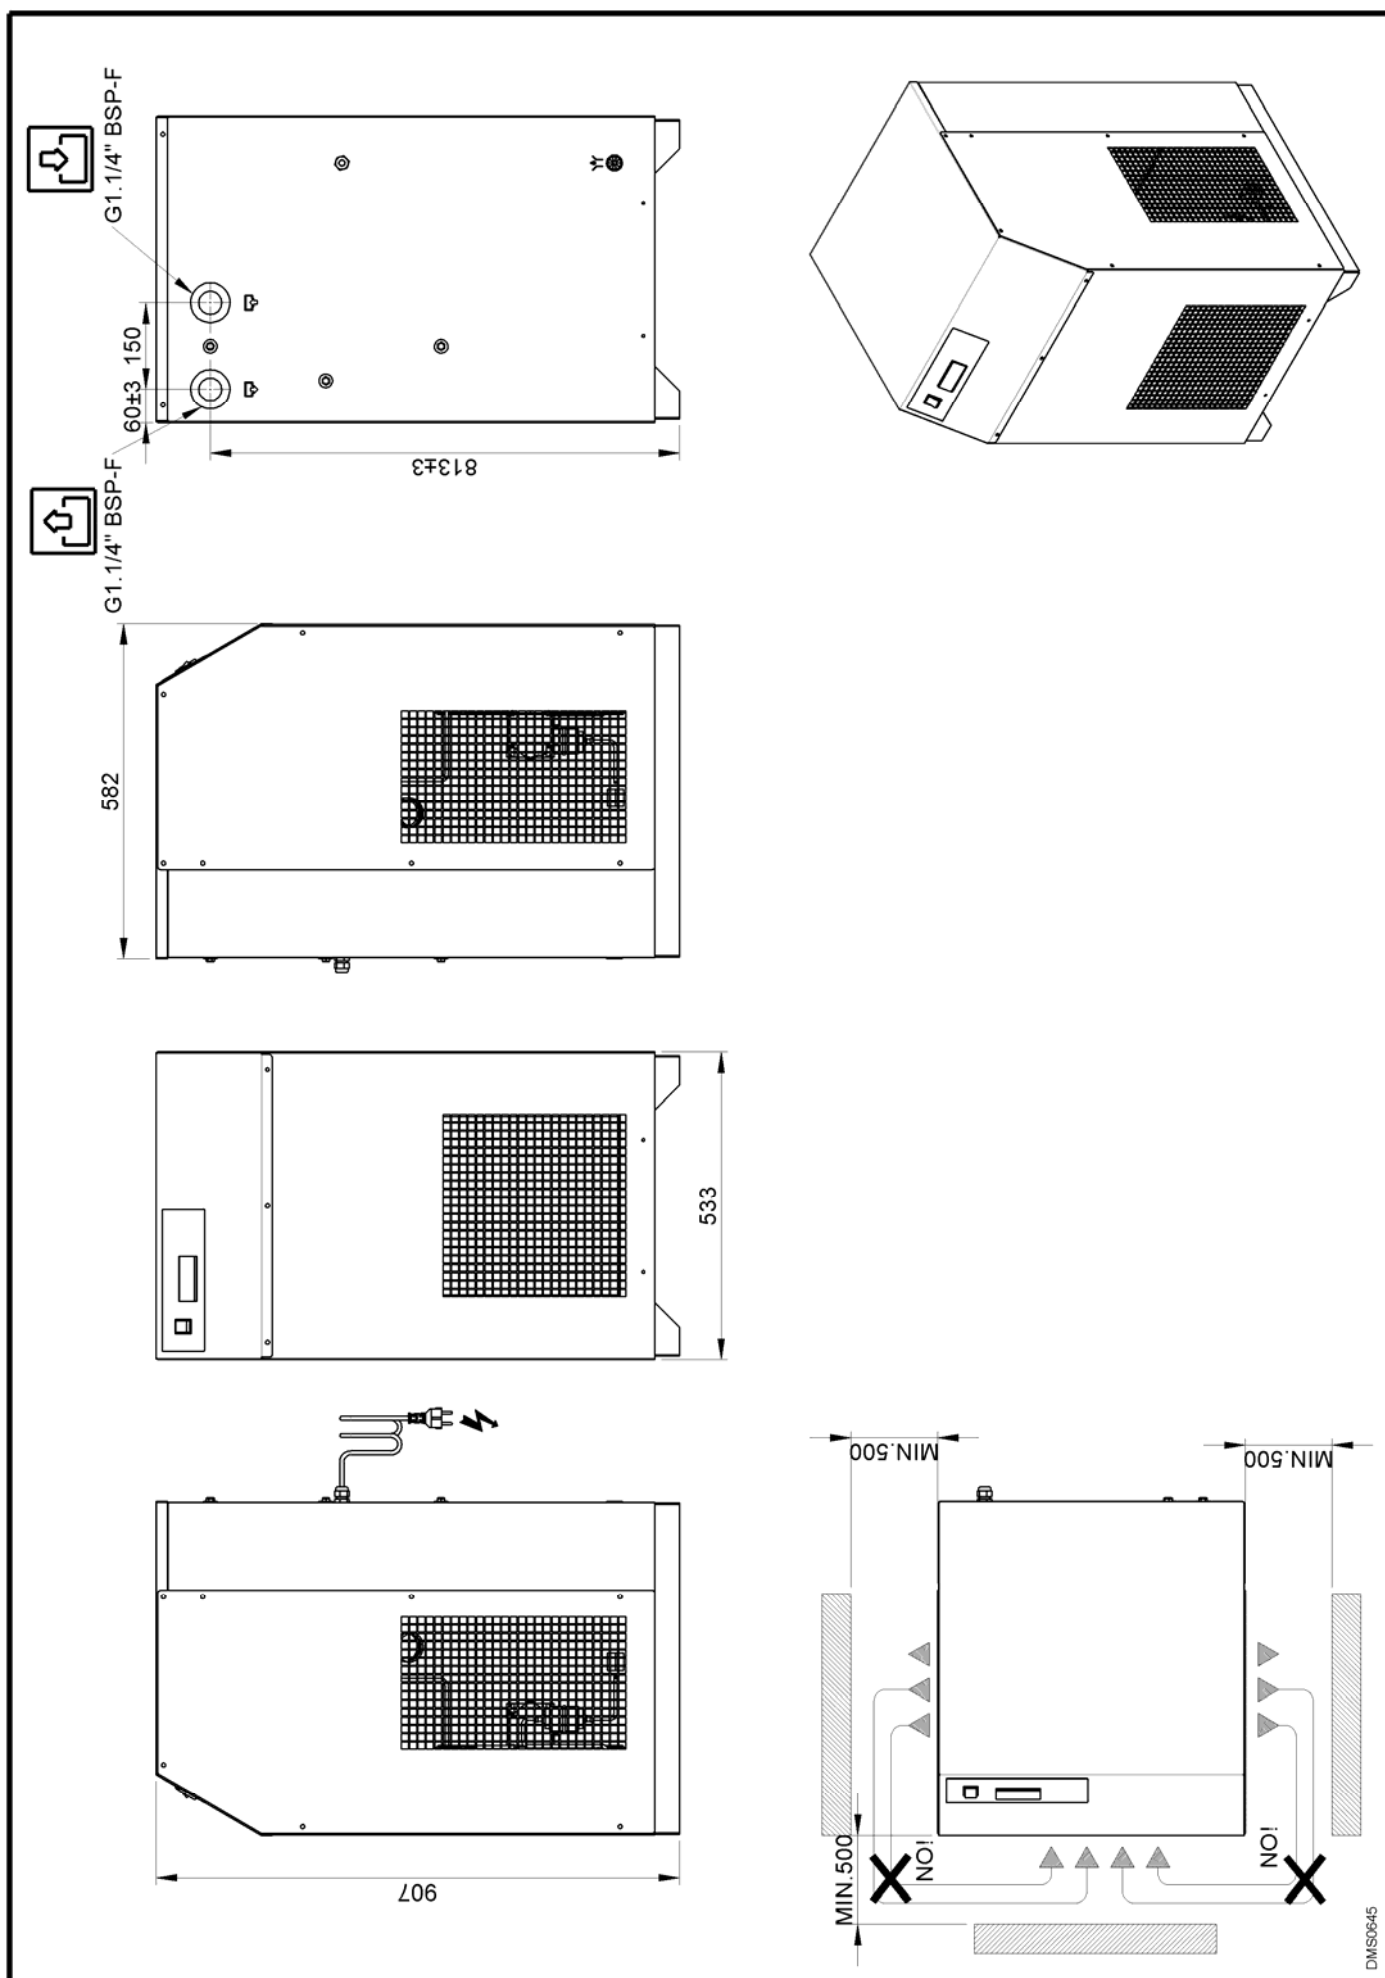 G1.1/4" BSP-F
150
60±3
813±3
G1.1/4" BSP-F
582
533
907
MIN.500
MIN.500
MIN.500
NO!
NO!
DMS0645